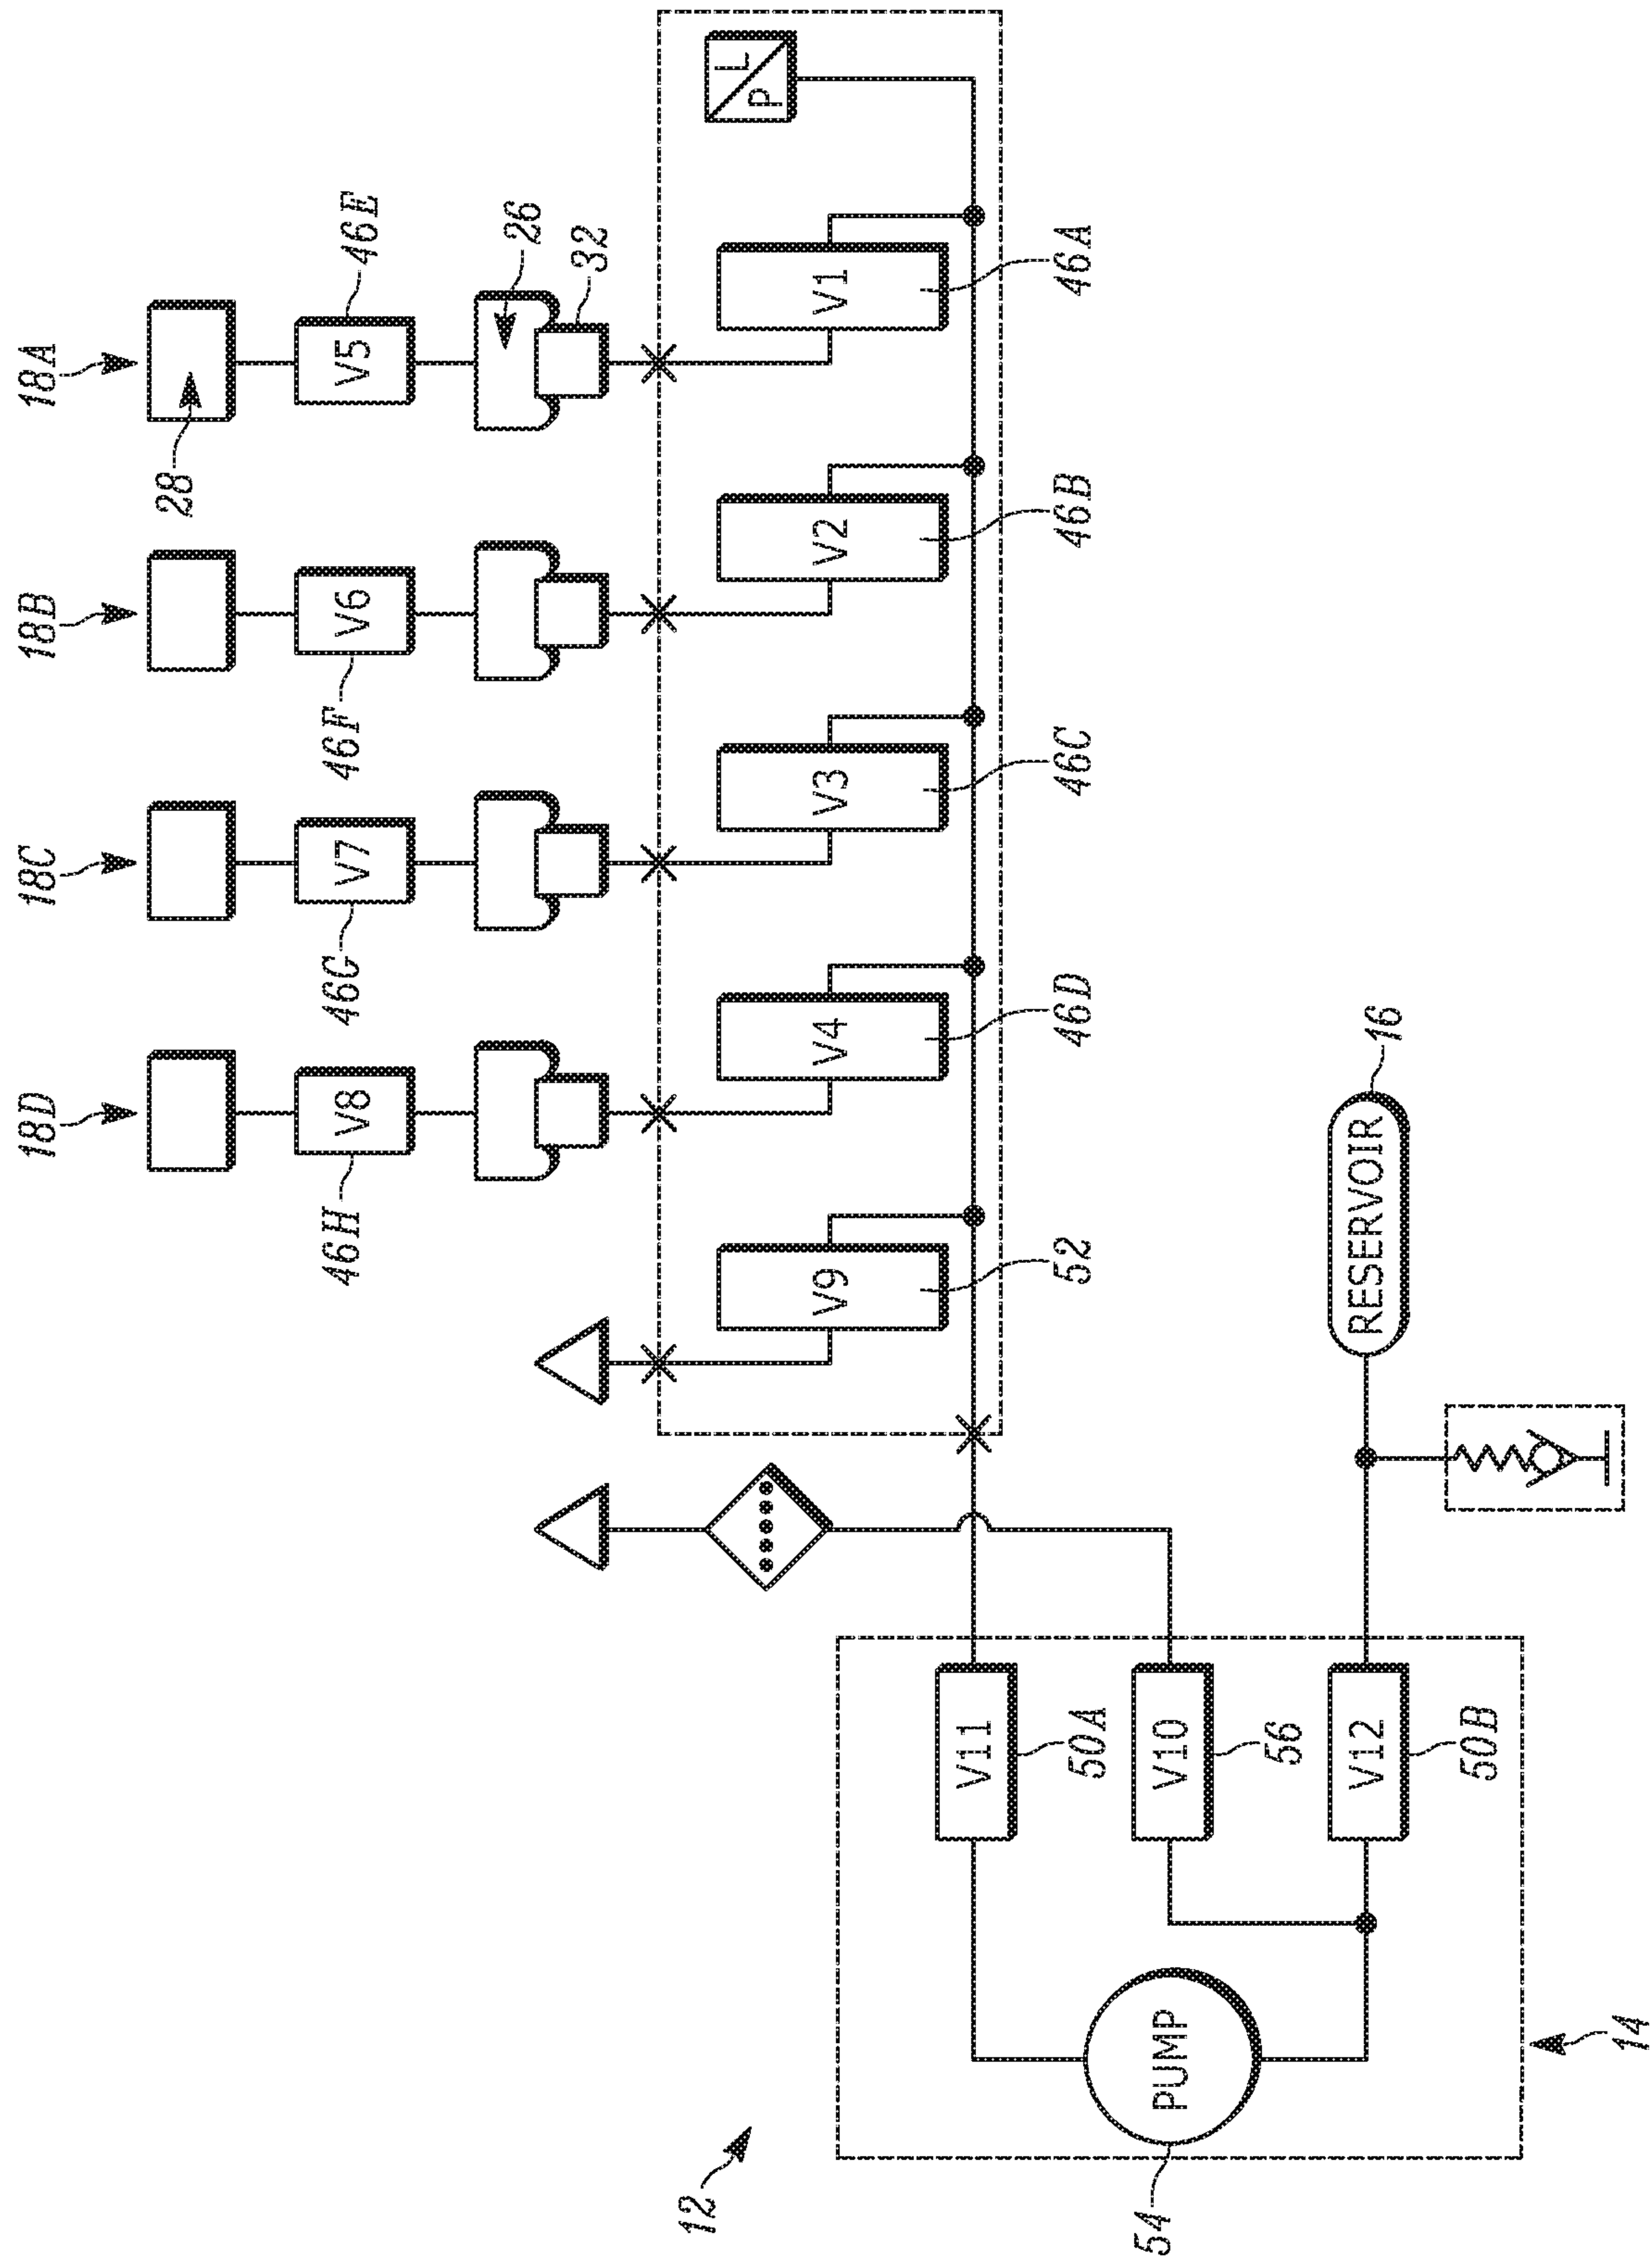 18D
18C
18B
18A
28
46H
V8
46G
V7
46F
V6
V5
46E
26
32
12
P
L
V9
V4
V3
V2
V1
V11
50A
52
46D
46C
46B
46A
54
PUMP
V10
56
V12
RESERVOIR
16
50B
14